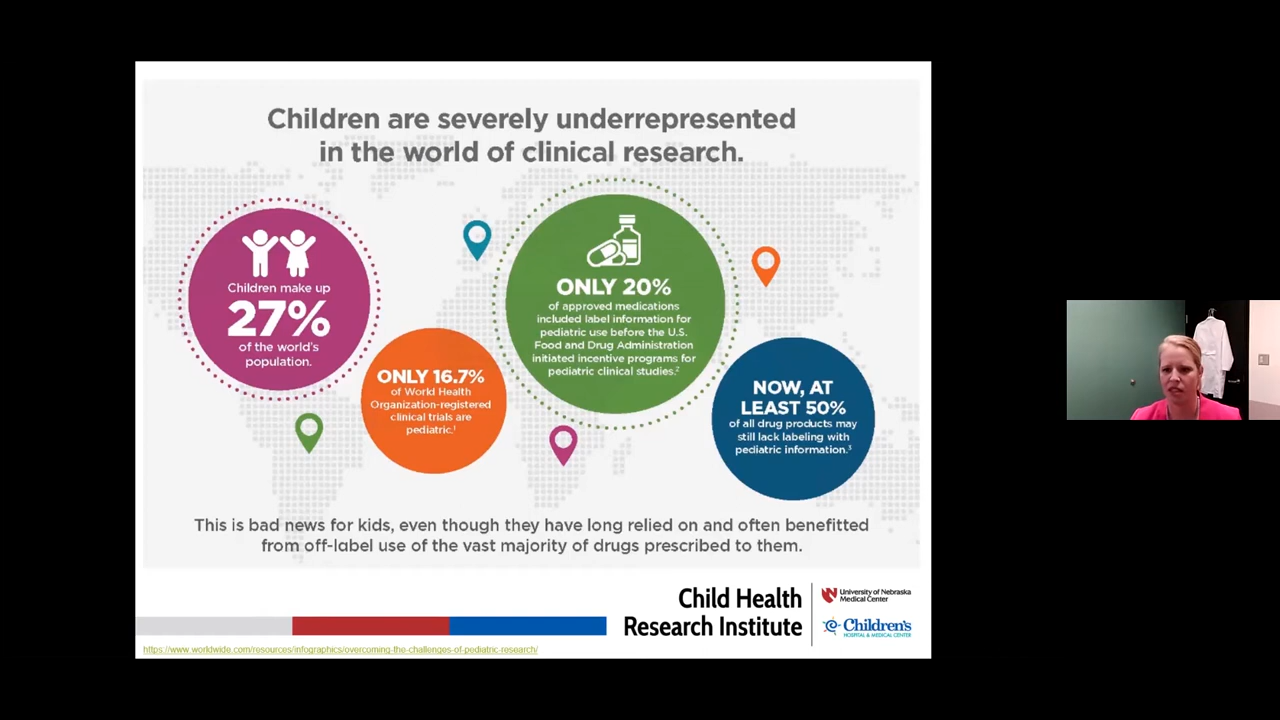 Children are severely underrepresented
in the world of clinical research.
Children make up
27%
of the world's
population.
ONLY 16.7%
of World Health
Organization-registered
clinical trials are
pediatric.¹
ONLY 20%
of approved medications
included label information for
pediatric use before the U.S.
Food and Drug Administration
initiated incentive programs for
pediatric clinical studies.²
NOW, AT
LEAST 50%
of all drug products may
still lack labeling with
pediatric information.³
This is bad news for kids, even though they have long relied on and often benefitted
from off-label use of the vast majority of drugs prescribed to them.
Child Health
Research Institute
University of Nebraska
Medical Center
Children's
HOSPITAL & MEDICAL CENTER
https://www.worldwide.com/resources/infographics/overcoming-the-challenges-of-pediatric-research/